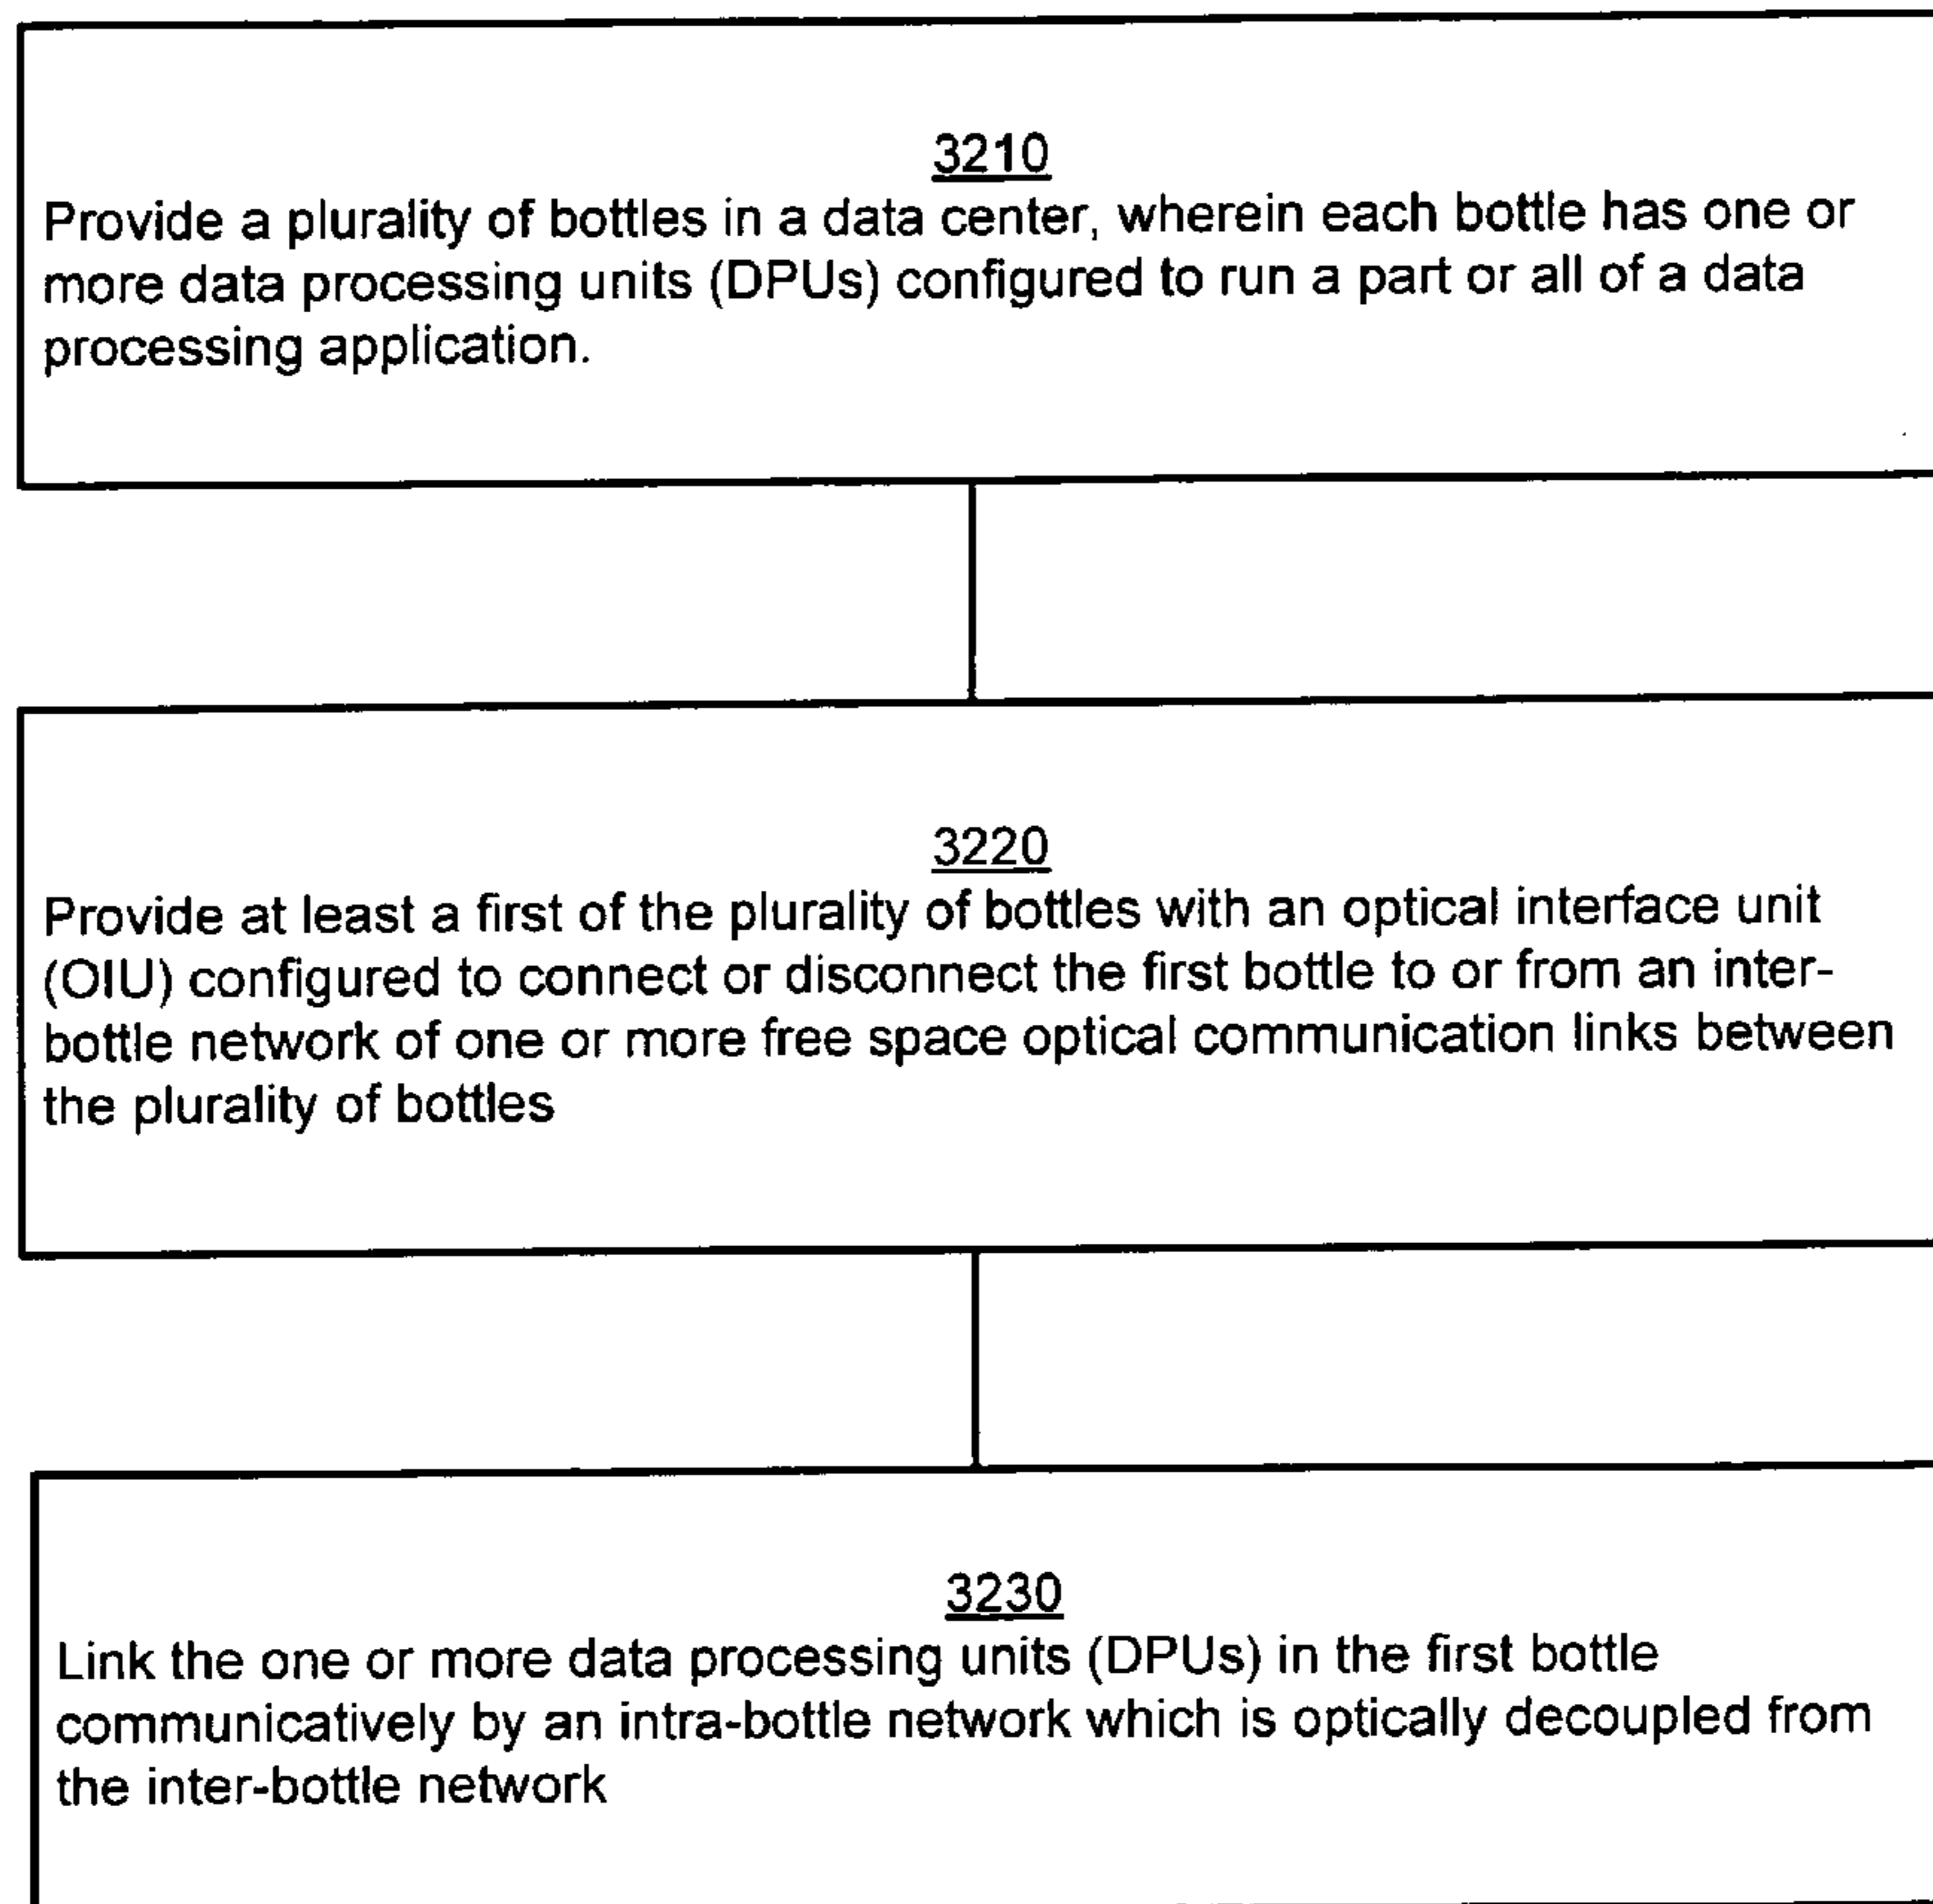 3210
Provide a plurality of bottles in a data center, wherein each bottle has one or
more data processing units (DPUs) configured to run a part or all of a data
processing application.
3220
Provide at least a first of the plurality of bottles with an optical interface unit
(OIU) configured to connect or disconnect the first bottle to or from an inter-
bottle network of one or more free space optical communication links between
the plurality of bottles
3230
Link the one or more data processing units (DPUs) in the first bottle
communicatively by an intra-bottle network which is optically decoupled from
the inter-bottle network